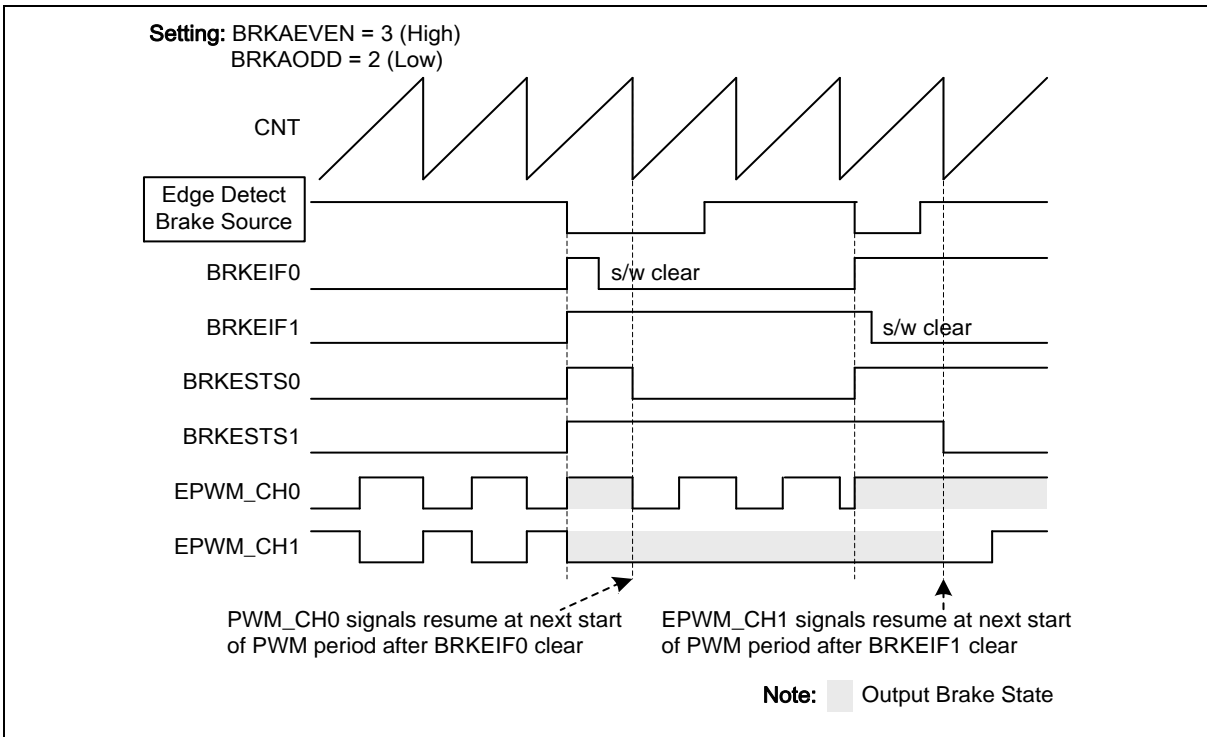 Setting: BRKAEVEN = 3 (High)
BRKAODD = 2 (Low)
CNT
Edge Detect
Brake Source
BRKEIF0
s/w clear
BRKEIF1
s/w clear
BRKESTS0
BRKESTS1
EPWM_CH0
EPWM_CH1
PWM_CH0 signals resume at next start
of PWM period after BRKEIF0 clear
EPWM_CH1 signals resume at next start
of PWM period after BRKEIF1 clear
Note: Output Brake State